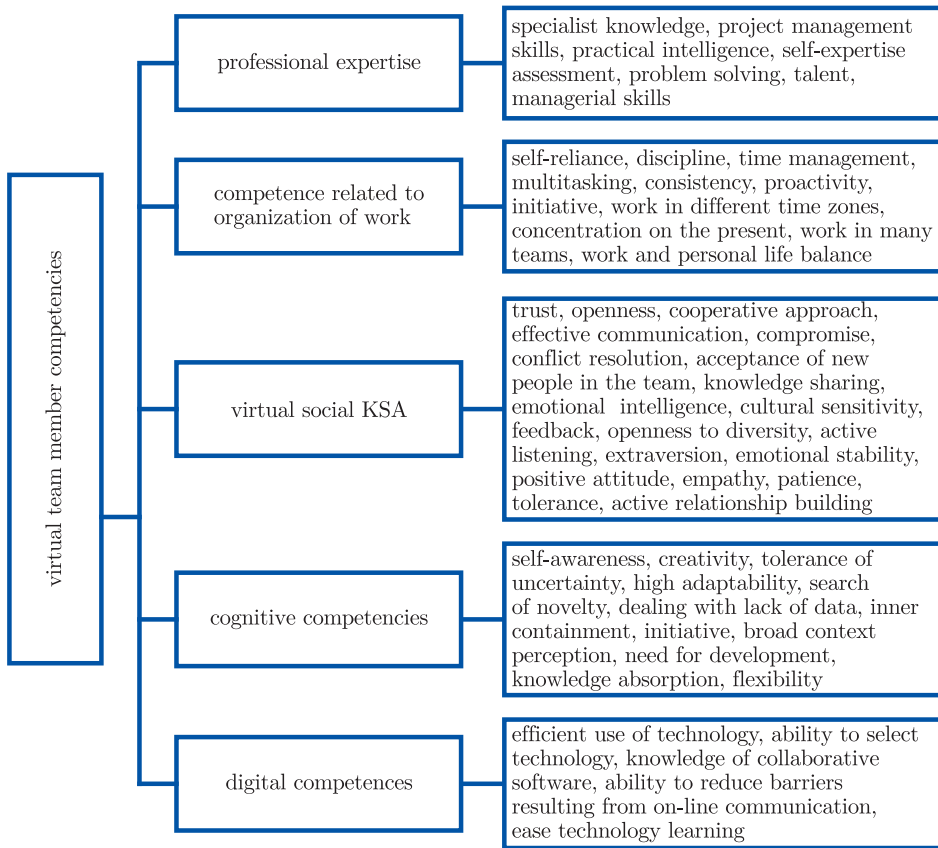 virtual team member competencies
professional expertise
specialist knowledge, project management
skills, practical intelligence, self-expertise
assessment, problem solving, talent,
managerial skills
competence related to
organization of work
self-reliance, discipline, time management,
multitasking, consistency, proactivity,
initiative, work in different time zones,
concentration on the present, work in many
teams, work and personal life balance
virtual social KSA
trust, openness, cooperative approach,
effective communication, compromise,
conflict resolution, acceptance of new
people in the team, knowledge sharing,
emotional intelligence, cultural sensitivity,
feedback, openness to diversity, active
listening, extraversion, emotional stability,
positive attitude, empathy, patience,
tolerance, active relationship building
cognitive competencies
self-awareness, creativity, tolerance of
uncertainty, high adaptability, search
of novelty, dealing with lack of data, inner
containment, initiative, broad context
perception, need for development,
knowledge absorption, flexibility
digital competences
efficient use of technology, ability to select
technology, knowledge of collaborative
software, ability to reduce barriers
resulting from on-line communication,
ease technology learning